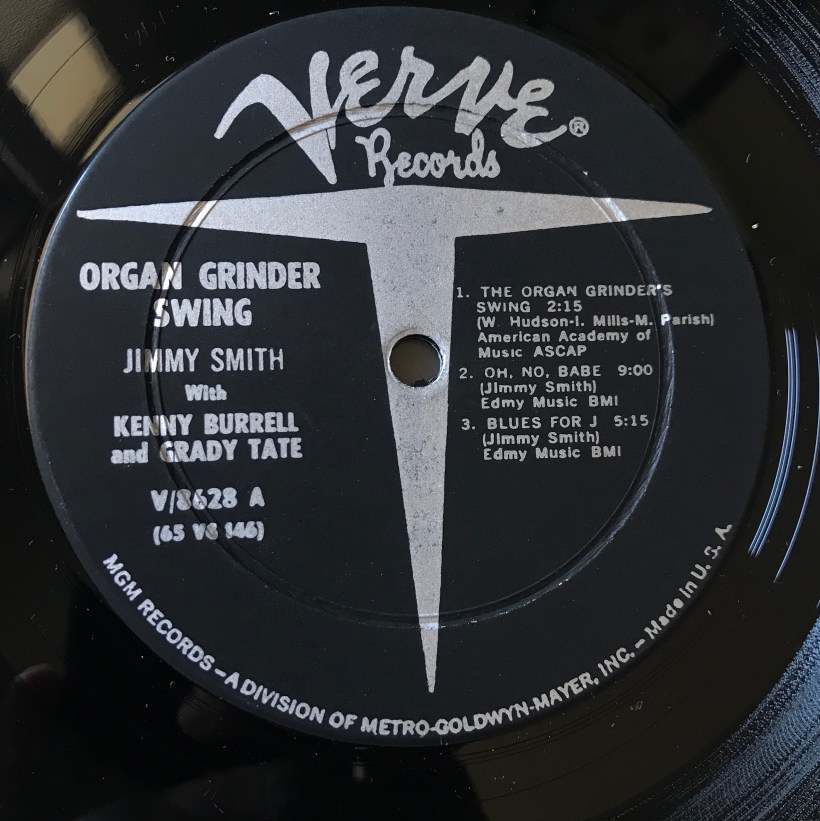 Verve®
Records
ORGAN GRINDER
SWING
JIMMY SMITH
With
KENNY BURRELL
and GRADY TATE
V/8628 A
(65 VG 146)
1. THE ORGAN GRINDER'S
SWING 2:15
(W. Hudson-I. Mills-M. Parish)
American Academy of
Music ASCAP
2. OH, NO, BABE 9:00
(Jimmy Smith)
Edmy Music BMI
3. BLUES FOR J 5:15
(Jimmy Smith)
Edmy Music BMI
MGM RECORDS – A DIVISION OF METRO-GOLDWYN-MAYER, INC. – Made in U. S. A.